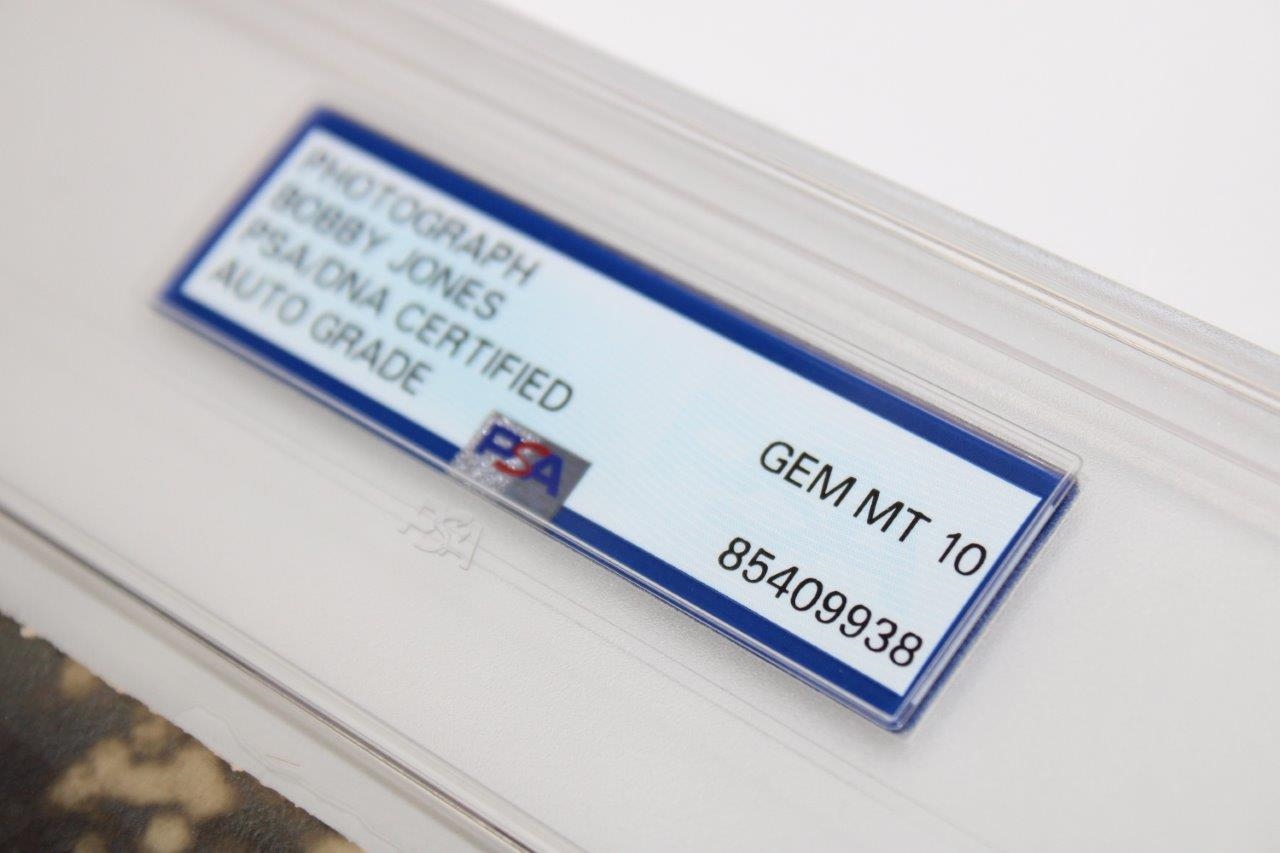 PHOTOGRAPH
BOBBY JONES
PSA/DNA CERTIFIED
AUTO GRADE
PSA
GEM MT 10
85409938
PSA